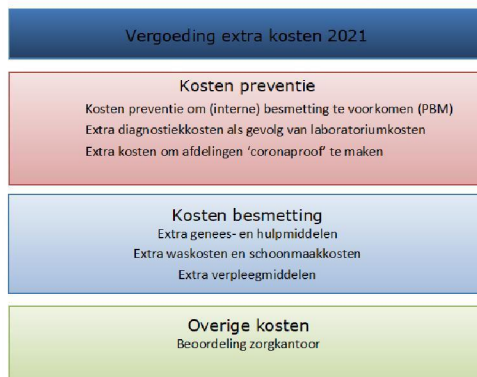 Vergoeding extra kosten 2021
Kosten preventie
Kosten preventie om (interne) besmetting te voorkomen (PBM)
Extra diagnostiekkosten als gevolg van laboratoriumkosten
Extra kosten om afdelingen ‘coronaproof’ te maken
Kosten besmetting
Extra genees- en hulpmiddelen
Extra waskosten en schoonmaakkosten
Extra verpleegmiddelen
Overige kosten
Beoordeling zorgkantoor